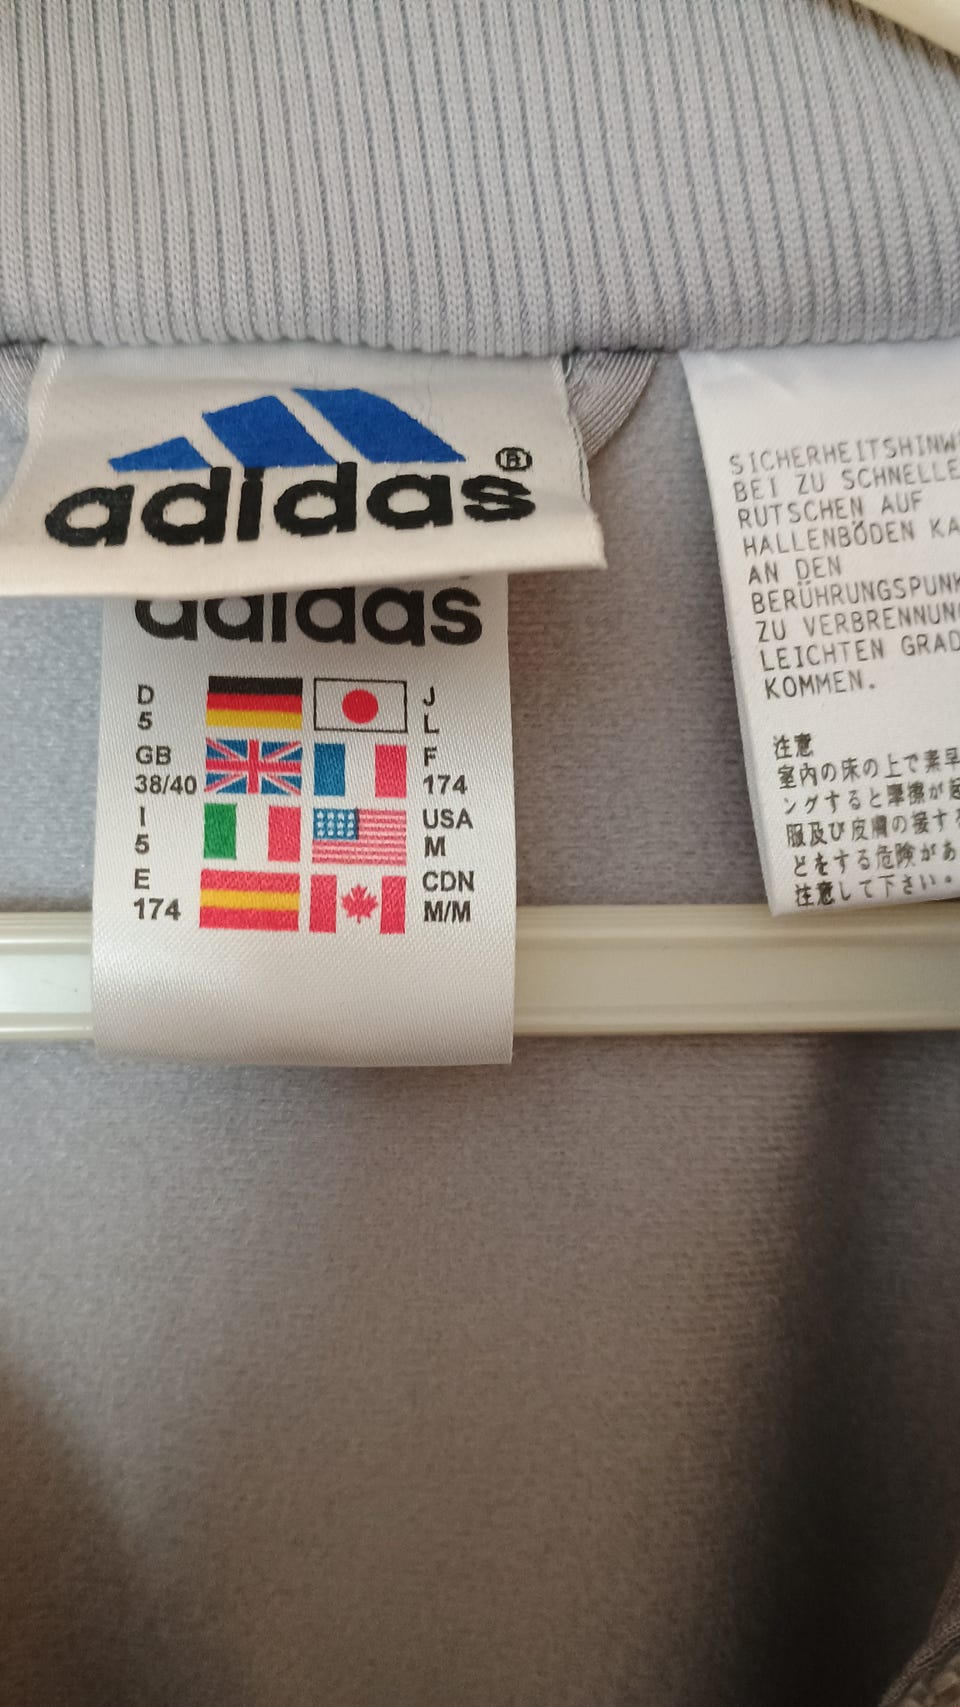 adidas®
adidas
D
5
J
L
GB
38/40
F
174
I
5
USA
M
E
174
CDN
M/M
SICHERHEITSHINW
BEI ZU SCHNELLE
RUTSCHEN AUF
HALLENBÖDEN KA
AN DEN
BERÜHRUNGSPUNK
ZU VERBRENNUN
LEICHTEN GRAD
KOMMEN.
注意
室内の床の上で素早
ングすると摩擦が
服及び皮膚の接する
どをする危険があ
注意して下さい。